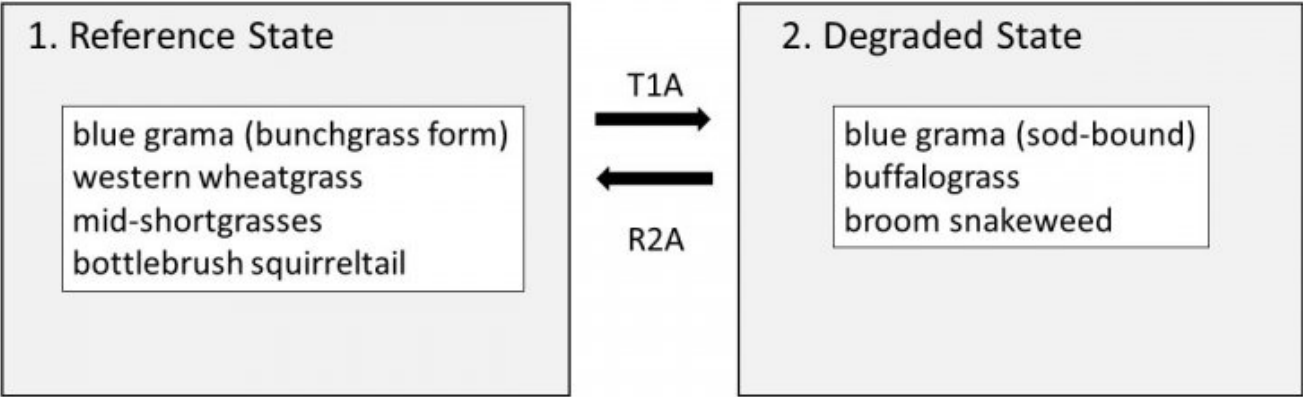 1. Reference State
blue grama (bunchgrass form)
western wheatgrass
mid-shortgrasses
bottlebrush squirreltail
T1A
R2A
2. Degraded State
blue grama (sod-bound)
buffalograss
broom snakeweed